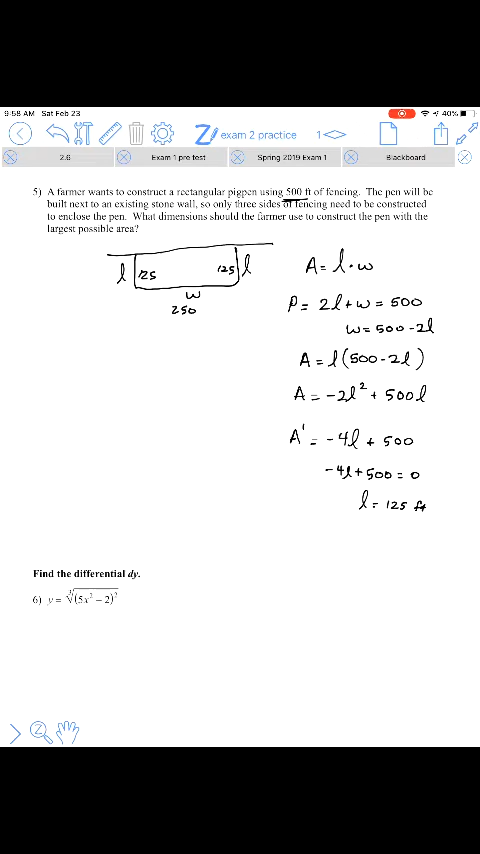 9:58 AM Sat Feb 23
40%
exam 2 practice
1
2.6
Exam 1 pre test
Spring 2019 Exam 1
Blackboard
5) A farmer wants to construct a rectangular pigpen using 500 ft of fencing. The pen will be
built next to an existing stone wall, so only three sides of fencing need to be constructed
to enclose the pen. What dimensions should the farmer use to construct the pen with the
largest possible area?
l 125 125 l
w
250
A = l · w
P = 2l + w = 500
w = 500 - 2l
A = l (500 - 2l)
A = -2l² + 500l
A' = -4l + 500
-4l + 500 = 0
l = 125 ft
Find the differential dy.
6) y = ∛(5x² − 2)²